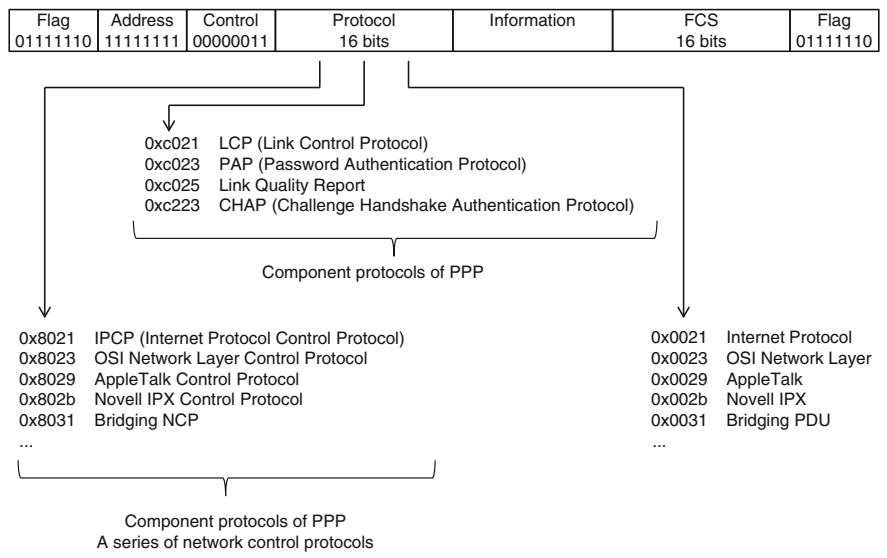 Flag Address Control Protocol Information FCS Flag
01111110 11111111 00000011 16 bits 16 bits 01111110
0xc021 LCP (Link Control Protocol)
0xc023 PAP (Password Authentication Protocol)
0xc025 Link Quality Report
0xc223 CHAP (Challenge Handshake Authentication Protocol)
Component protocols of PPP
0x8021 IPCP (Internet Protocol Control Protocol)
0x8023 OSI Network Layer Control Protocol
0x8029 AppleTalk Control Protocol
0x802b Novell IPX Control Protocol
0x8031 Bridging NCP
...
0x0021 Internet Protocol
0x0023 OSI Network Layer
0x0029 AppleTalk
0x002b Novell IPX
0x0031 Bridging PDU
...
Component protocols of PPP
A series of network control protocols